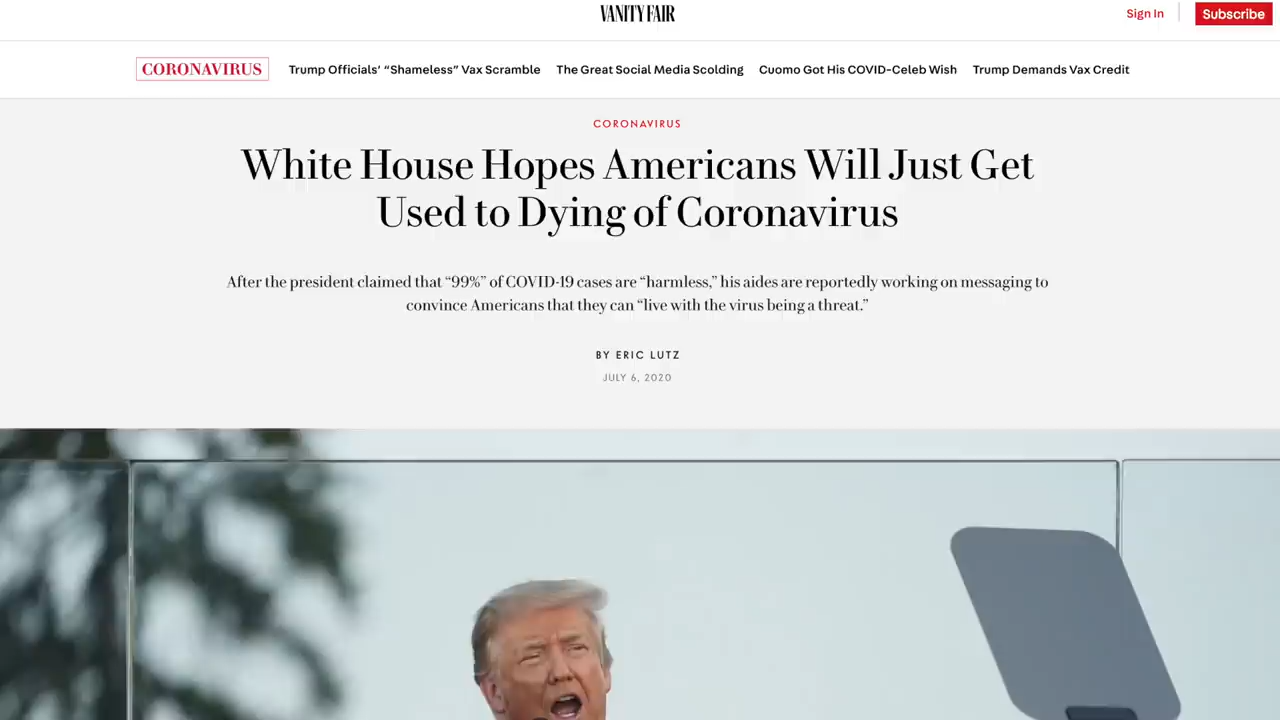 VANITY FAIR
Sign In
Subscribe
CORONAVIRUS
Trump Officials’ “Shameless” Vax Scramble
The Great Social Media Scolding
Cuomo Got His COVID-Celeb Wish
Trump Demands Vax Credit
CORONAVIRUS
White House Hopes Americans Will Just Get
Used to Dying of Coronavirus
After the president claimed that “99%” of COVID-19 cases are “harmless,” his aides are reportedly working on messaging to
convince Americans that they can “live with the virus being a threat.”
BY ERIC LUTZ
JULY 6, 2020